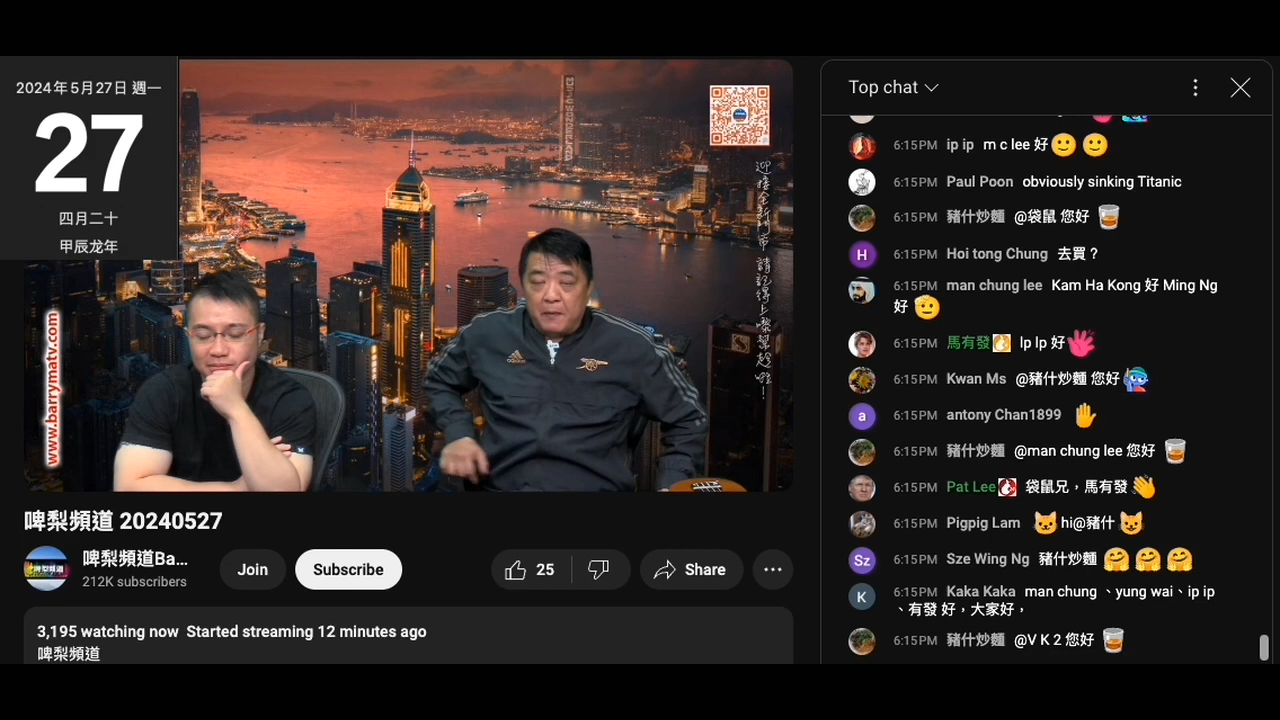 2024年5月27日 週一
27
四月二十
甲辰龙年
www.barrymatv.com
adidas
啤梨頻道 20240527
啤梨頻道Ba...
212K subscribers
Join
Subscribe
25
Share
3,195 watching now Started streaming 12 minutes ago
啤梨頻道
Top chat
6:15PM ip ip m c lee 好🙂 🙂
6:15PM Paul Poon obviously sinking Titanic
6:15PM 豬什炒麵 @袋鼠 您好 🥃
H 6:15PM Hoi tong Chung 去買？
6:15PM man chung lee Kam Ha Kong 好 Ming Ng
好 🫡
6:15PM 馬有發 Ip Ip 好
6:15PM Kwan Ms @豬什炒麵 您好
a 6:15PM antony Chan1899 ✋
6:15PM 豬什炒麵 @man chung lee 您好 🥃
6:15PM Pat Lee 袋鼠兄，馬有發 👋
6:15PM Pigpig Lam 😺 hi@豬什 😺
Sz 6:15PM Sze Wing Ng 豬什炒麵 🤗 🤗 🤗
K 6:15PM Kaka Kaka man chung 、yung wai、ip ip
、有發 好，大家好，
6:15PM 豬什炒麵 @V K 2 您好 🥃